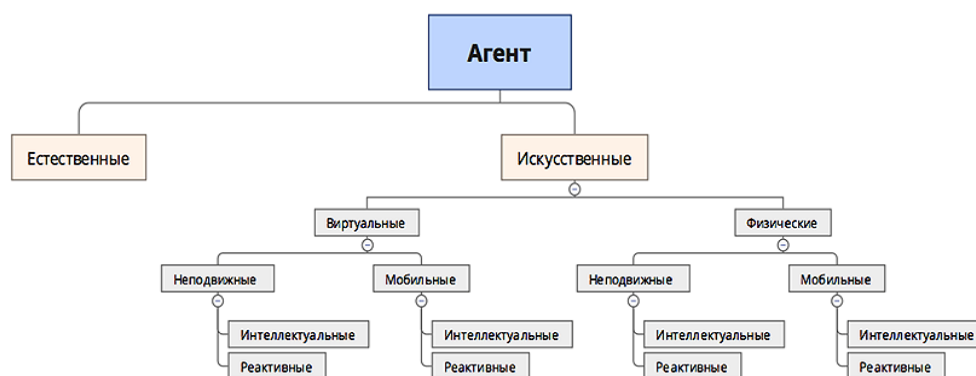 Агент
Естественные
Искусственные
Виртуальные
Физические
Неподвижные
Мобильные
Неподвижные
Мобильные
Интеллектуальные
Интеллектуальные
Интеллектуальные
Интеллектуальные
Реактивные
Реактивные
Реактивные
Реактивные